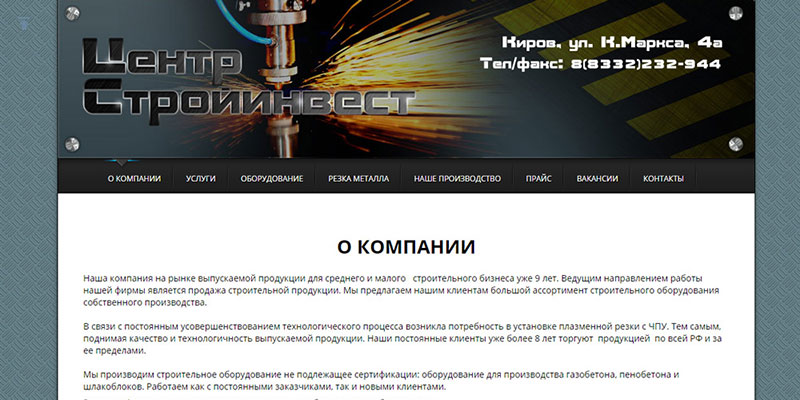 Центр
Стройинвест
Киров, ул. К.Маркса, 4а
Тел/факс: 8(8332)232-944
О КОМПАНИИ
УСЛУГИ
ОБОРУДОВАНИЕ
РЕЗКА МЕТАЛЛА
НАШЕ ПРОИЗВОДСТВО
ПРАЙС
ВАКАНСИИ
КОНТАКТЫ
О КОМПАНИИ
Наша компания на рынке выпускаемой продукции для среднего и малого строительного бизнеса уже 9 лет. Ведущим направлением работы
нашей фирмы является продажа строительной продукции. Мы предлагаем нашим клиентам большой ассортимент строительного оборудования
собственного производства.
В связи с постоянным усовершенствованием технологического процесса возникла потребность в установке плазменной резки с ЧПУ. Тем самым,
поднимая качество и технологичность выпускаемой продукции. Наши постоянные клиенты уже более 8 лет торгуют продукцией по всей РФ и за
ее пределами.
Мы производим строительное оборудование не подлежащее сертификации: оборудование для производства газобетона, пенобетона и
шлакоблоков. Работаем как с постоянными заказчиками, так и новыми клиентами.